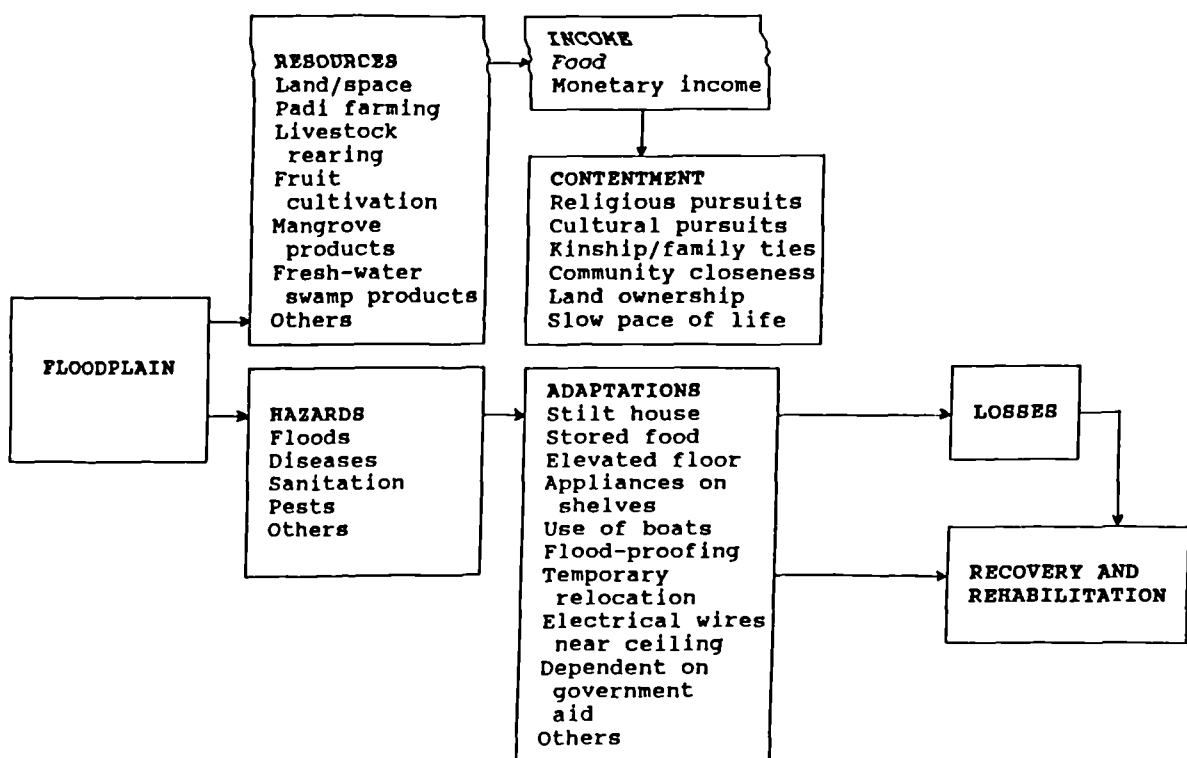 RESOURCES
Land/space
Padi farming
Livestock
rearing
Fruit
cultivation
Mangrove
products
Fresh-water
swamp products
Others
INCOME
Food
Monetary income
CONTENTMENT
Religious pursuits
Cultural pursuits
Kinship/family ties
Community closeness
Land ownership
Slow pace of life
FLOODPLAIN
HAZARDS
Floods
Diseases
Sanitation
Pests
Others
ADAPTATIONS
Stilt house
Stored food
Elevated floor
Appliances on
shelves
Use of boats
Flood-proofing
Temporary
relocation
Electrical wires
near ceiling
Dependent on
government
aid
Others
LOSSES
RECOVERY AND
REHABILITATION